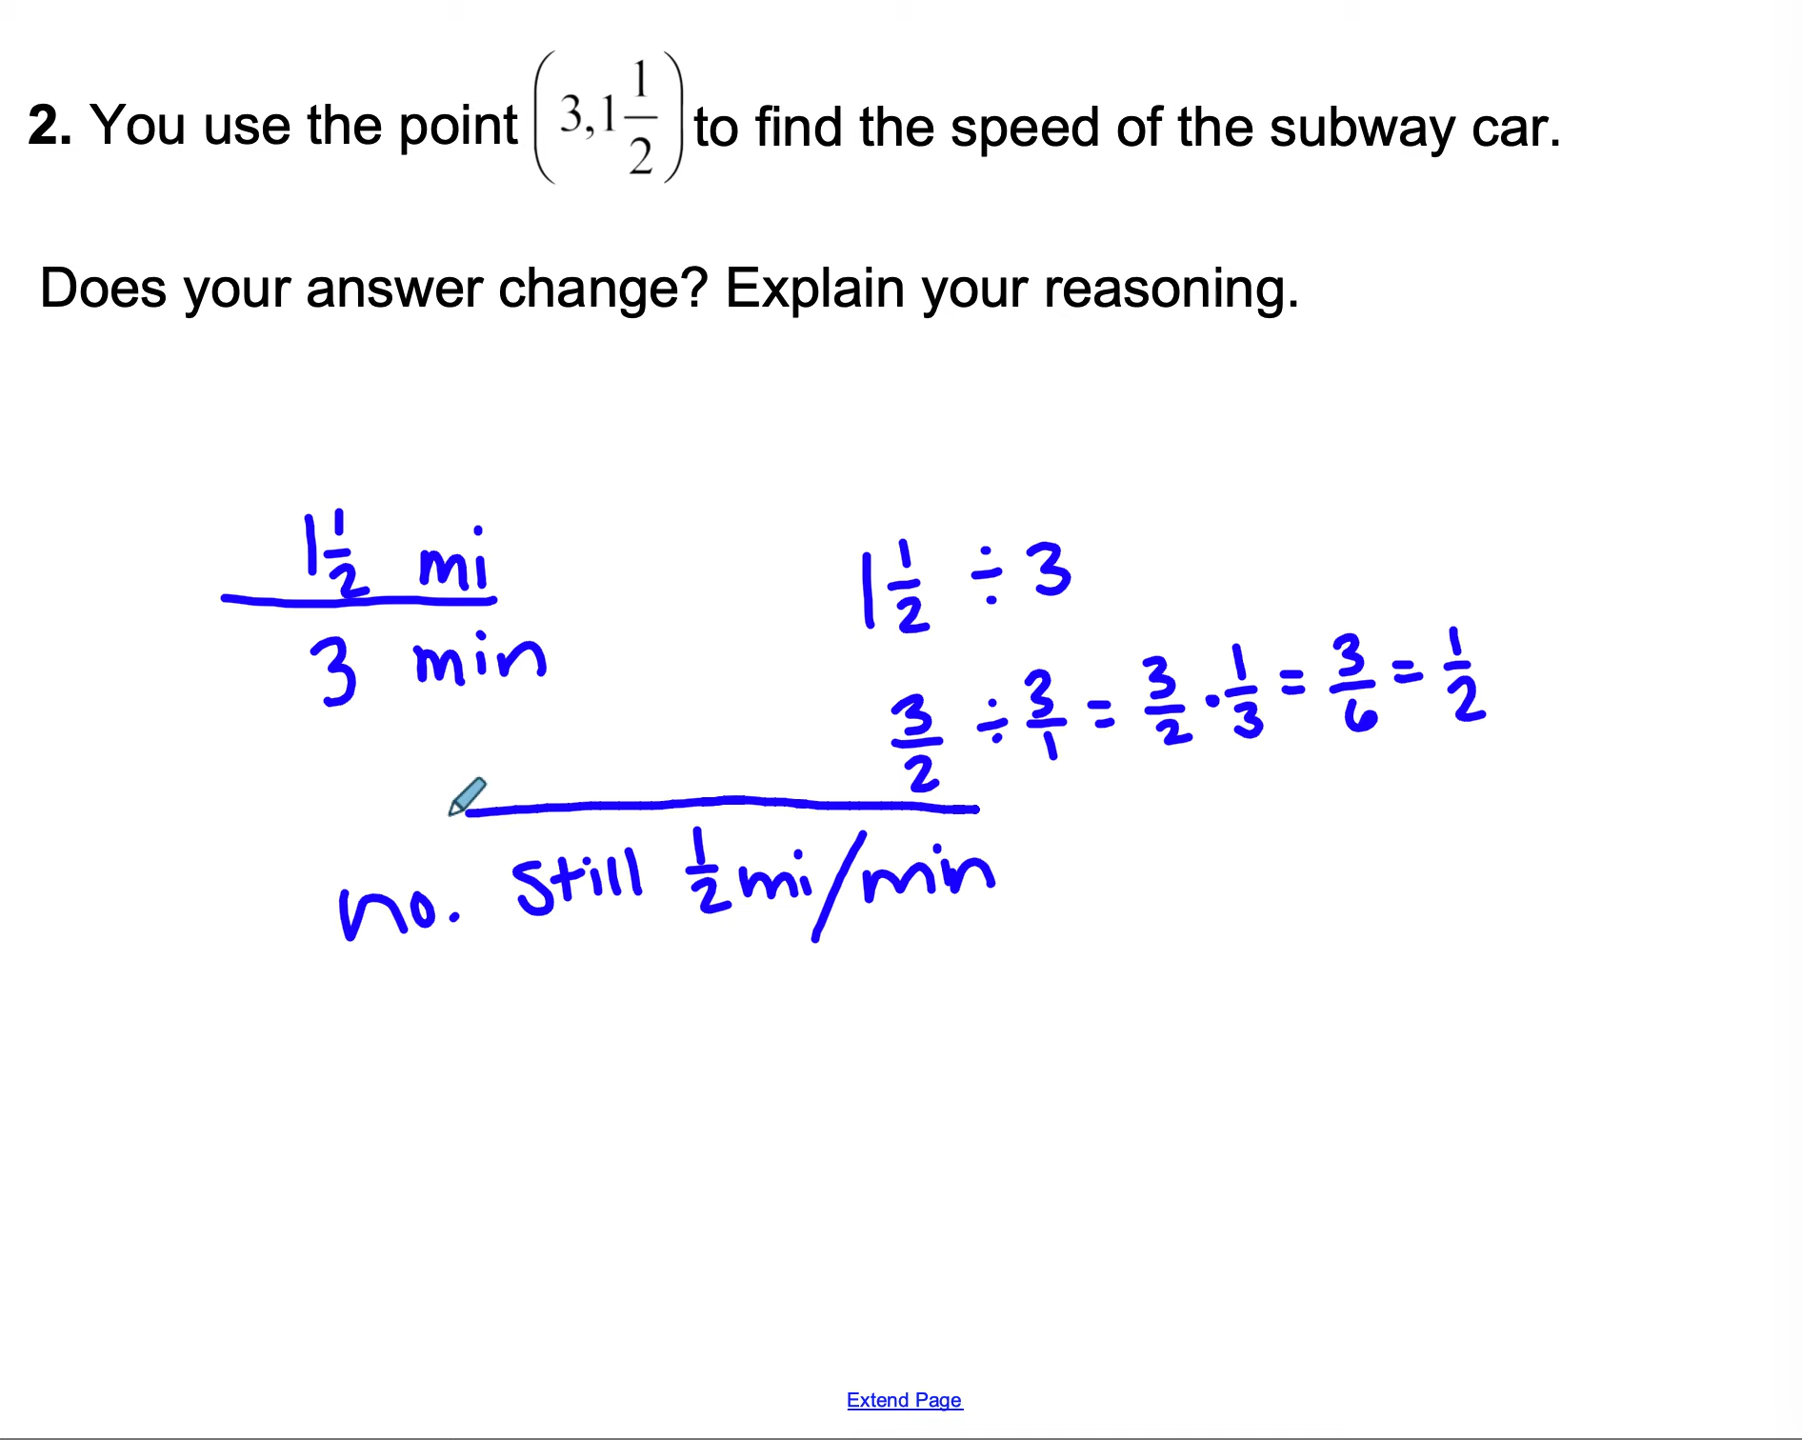 2. You use the point (3, 1 1/2) to find the speed of the subway car.
Does your answer change? Explain your reasoning.
1 1/2 mi
3 min
1 1/2 ÷ 3
3/2 ÷ 3/1 = 3/2 · 1/3 = 3/6 = 1/2
no. Still 1/2 mi/min
Extend Page